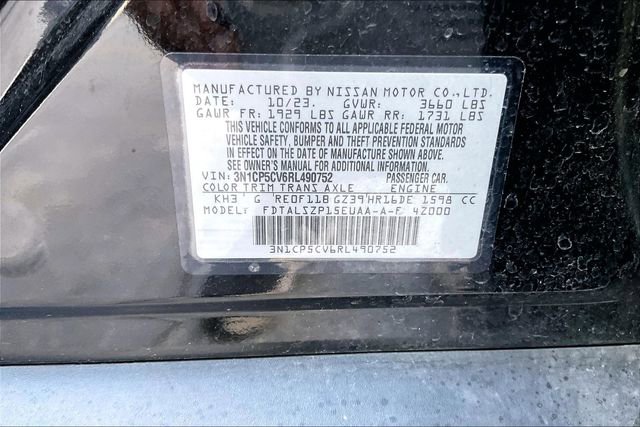 MANUFACTURED BY NISSAN MOTOR CO.,LTD.
DATE: 10/23. GVWR: 3660 LBS
GAWR FR: 1929 LBS GAWR RR: 1731 LBS
THIS VEHICLE CONFORMS TO ALL APPLICABLE FEDERAL MOTOR
VEHICLE SAFETY, BUMPER AND THEFT PREVENTION STANDARDS
IN EFFECT ON THE DATE OF MANUFACTURE SHOWN ABOVE.
SEE OWNER'S MANUAL FOR ADDITIONAL INFORMATION.
VIN: 3N1CP5CV6RL490752 PASSENGER CAR.
COLOR TRIM TRANS AXLE ENGINE
KH3 G RE0F11B GZ39 HR16DE 1598 CC
MODEL: FDTALSZP15EUAA-A-F 4Z000
3N1CP5CV6RL490752